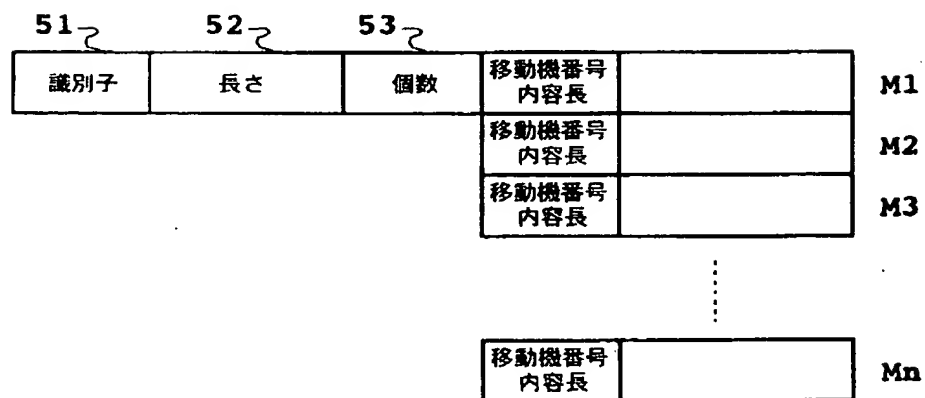 51 52 53
識別子 長さ 個数 移動機番号 M1
内容長
移動機番号 M2
内容長
移動機番号 M3
内容長
移動機番号 Mn
内容長